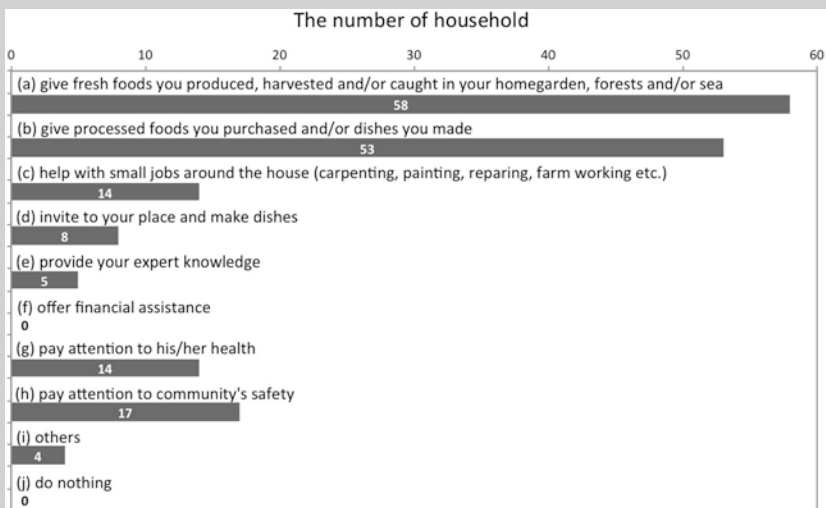 The number of household
0 10 20 30 40 50 60
(a) give fresh foods you produced, harvested and/or caught in your homegarden, forests and/or sea
58
(b) give processed foods you purchased and/or dishes you made
53
(c) help with small jobs around the house (carpenting, painting, reparing, farm working etc.)
14
(d) invite to your place and make dishes
8
(e) provide your expert knowledge
5
(f) offer financial assistance
0
(g) pay attention to his/her health
14
(h) pay attention to community's safety
17
(i) others
4
(j) do nothing
0